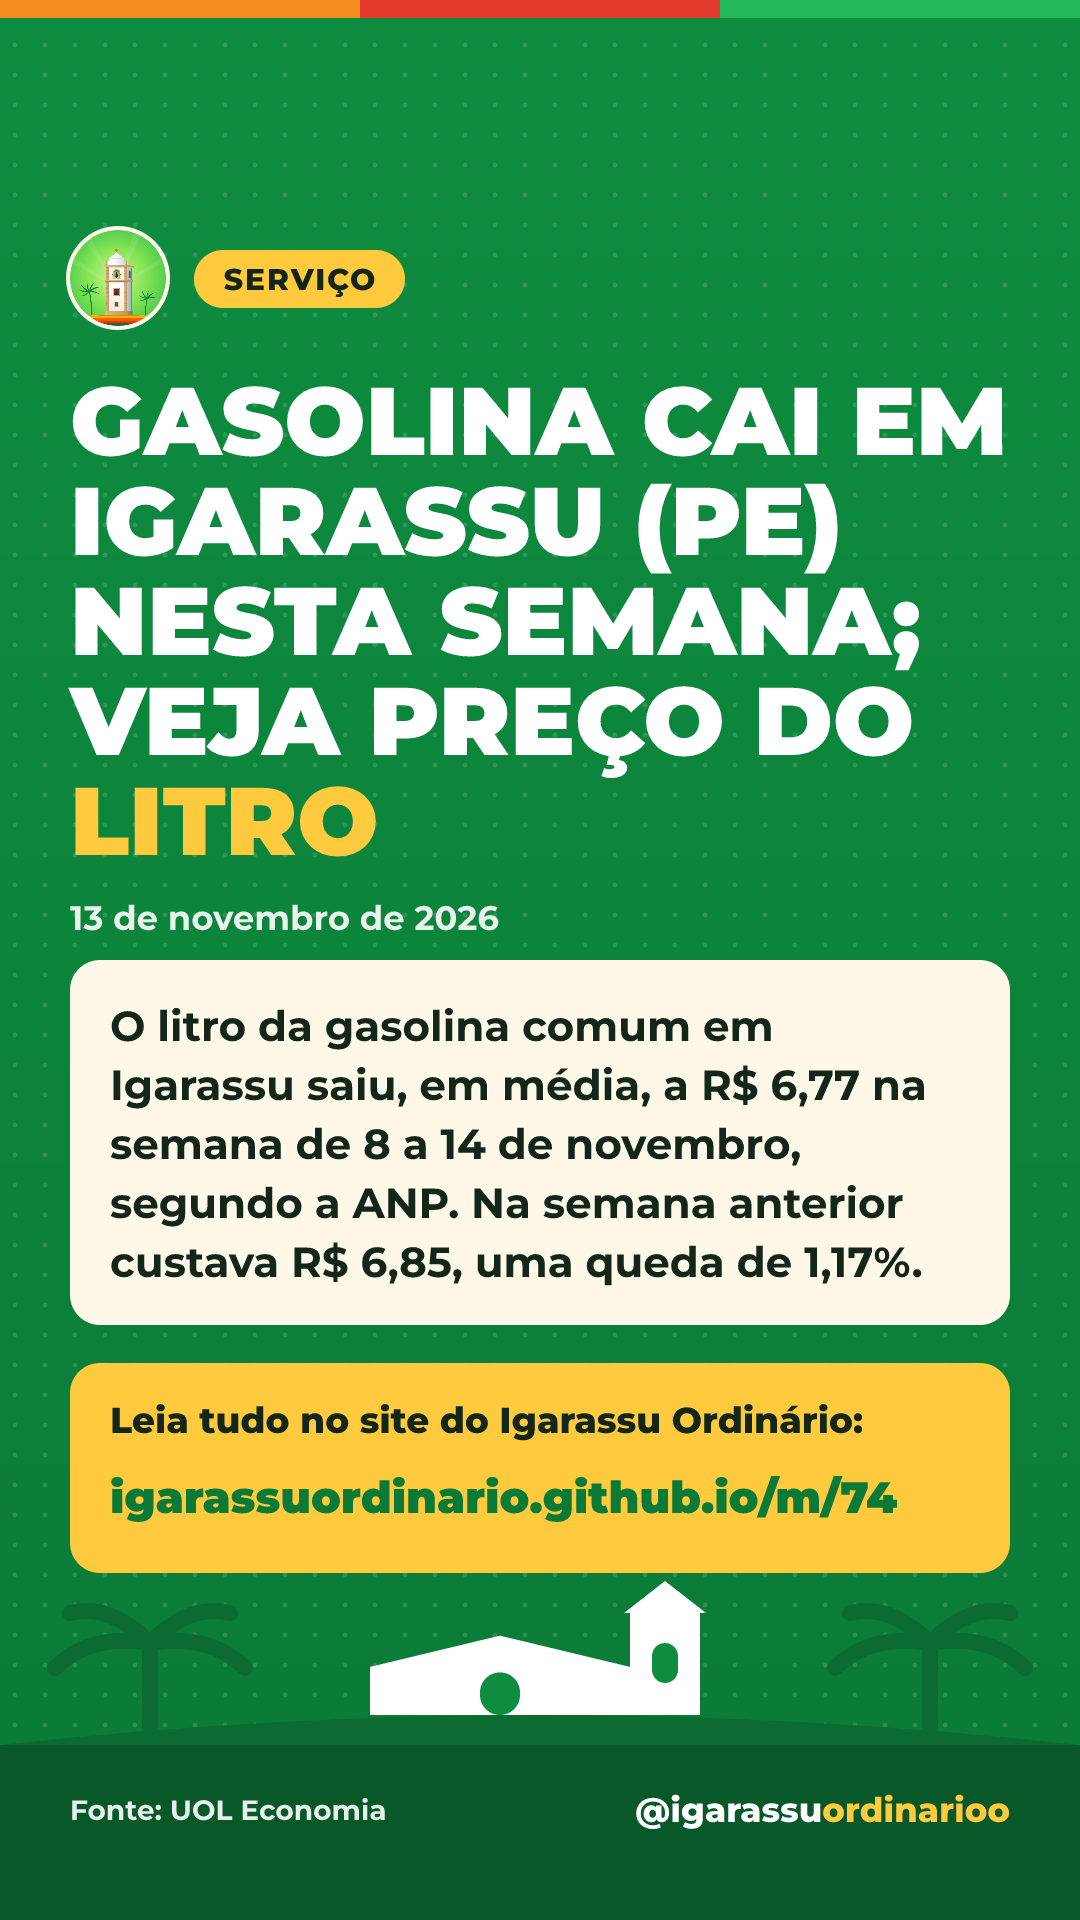 SERVIÇO
GASOLINA CAI EM
IGARASSU (PE)
NESTA SEMANA;
VEJA PREÇO DO
LITRO
13 de novembro de 2026
O litro da gasolina comum em
Igarassu saiu, em média, a R$ 6,77 na
semana de 8 a 14 de novembro,
segundo a ANP. Na semana anterior
custava R$ 6,85, uma queda de 1,17%.
Leia tudo no site do Igarassu Ordinário:
igarassuordinario.github.io/m/74
Fonte: UOL Economia
@igarassuordinarioo